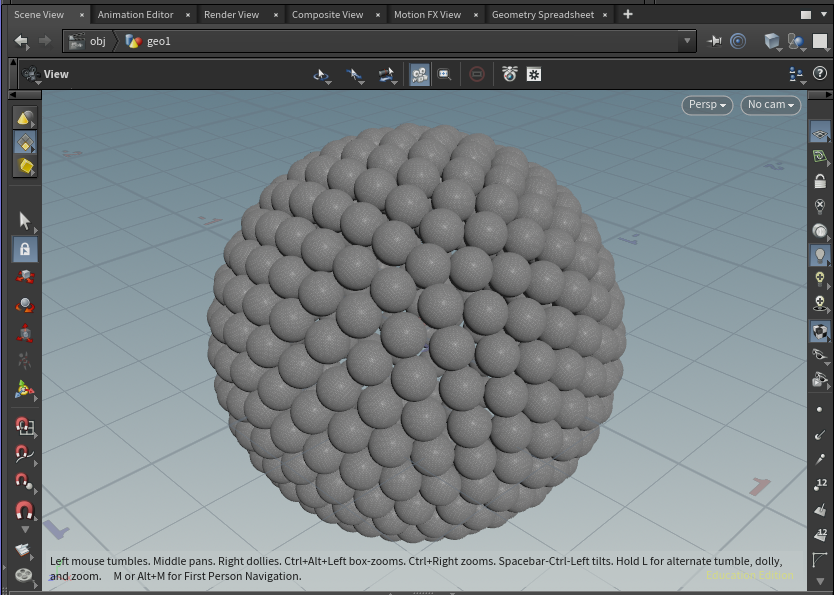 Scene View × Animation Editor × Render View × Composite View × Motion FX View × Geometry Spreadsheet ×
obj geo1
View
Persp No cam
1
12
12
1
Left mouse tumbles. Middle pans. Right dollies. Ctrl+Alt+Left box-zooms. Ctrl+Right zooms. Spacebar-Ctrl-Left tilts. Hold L for alternate tumble, dolly,
and zoom. M or Alt+M for First Person Navigation.
Education Edition